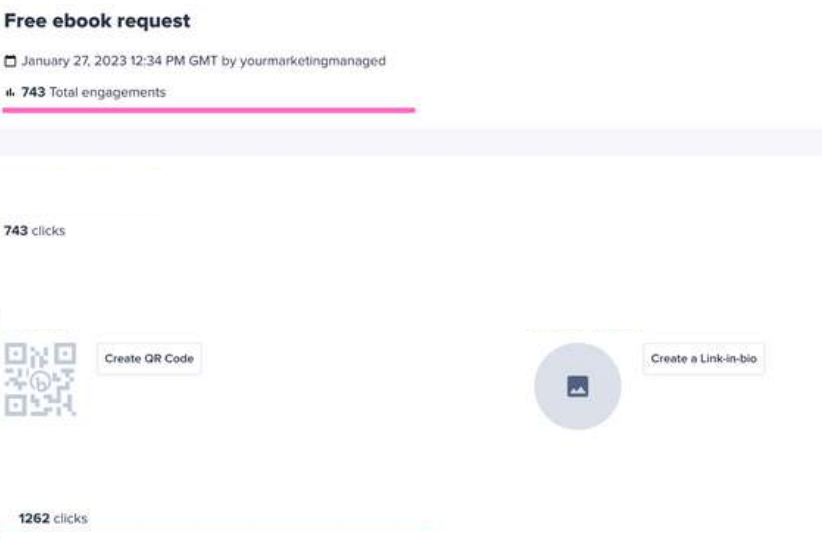 Free ebook request
January 27, 2023 12:34 PM GMT by yourmarketingmanaged
743 Total engagements
743 clicks
Create QR Code
Create a Link-in-bio
1262 clicks